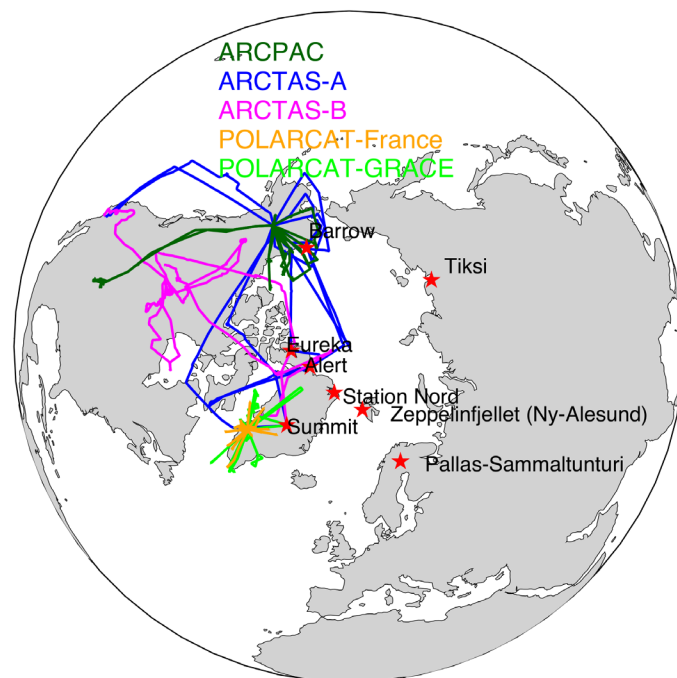 ARCPAC
ARCTAS-A
ARCTAS-B
POLARCAT-France
POLARCAT-GRACE
Barrow
Tiksi
Eureka
Alert
Station Nord
Zeppelinfjellet (Ny-Alesund)
Summit
Pallas-Sammaltunturi